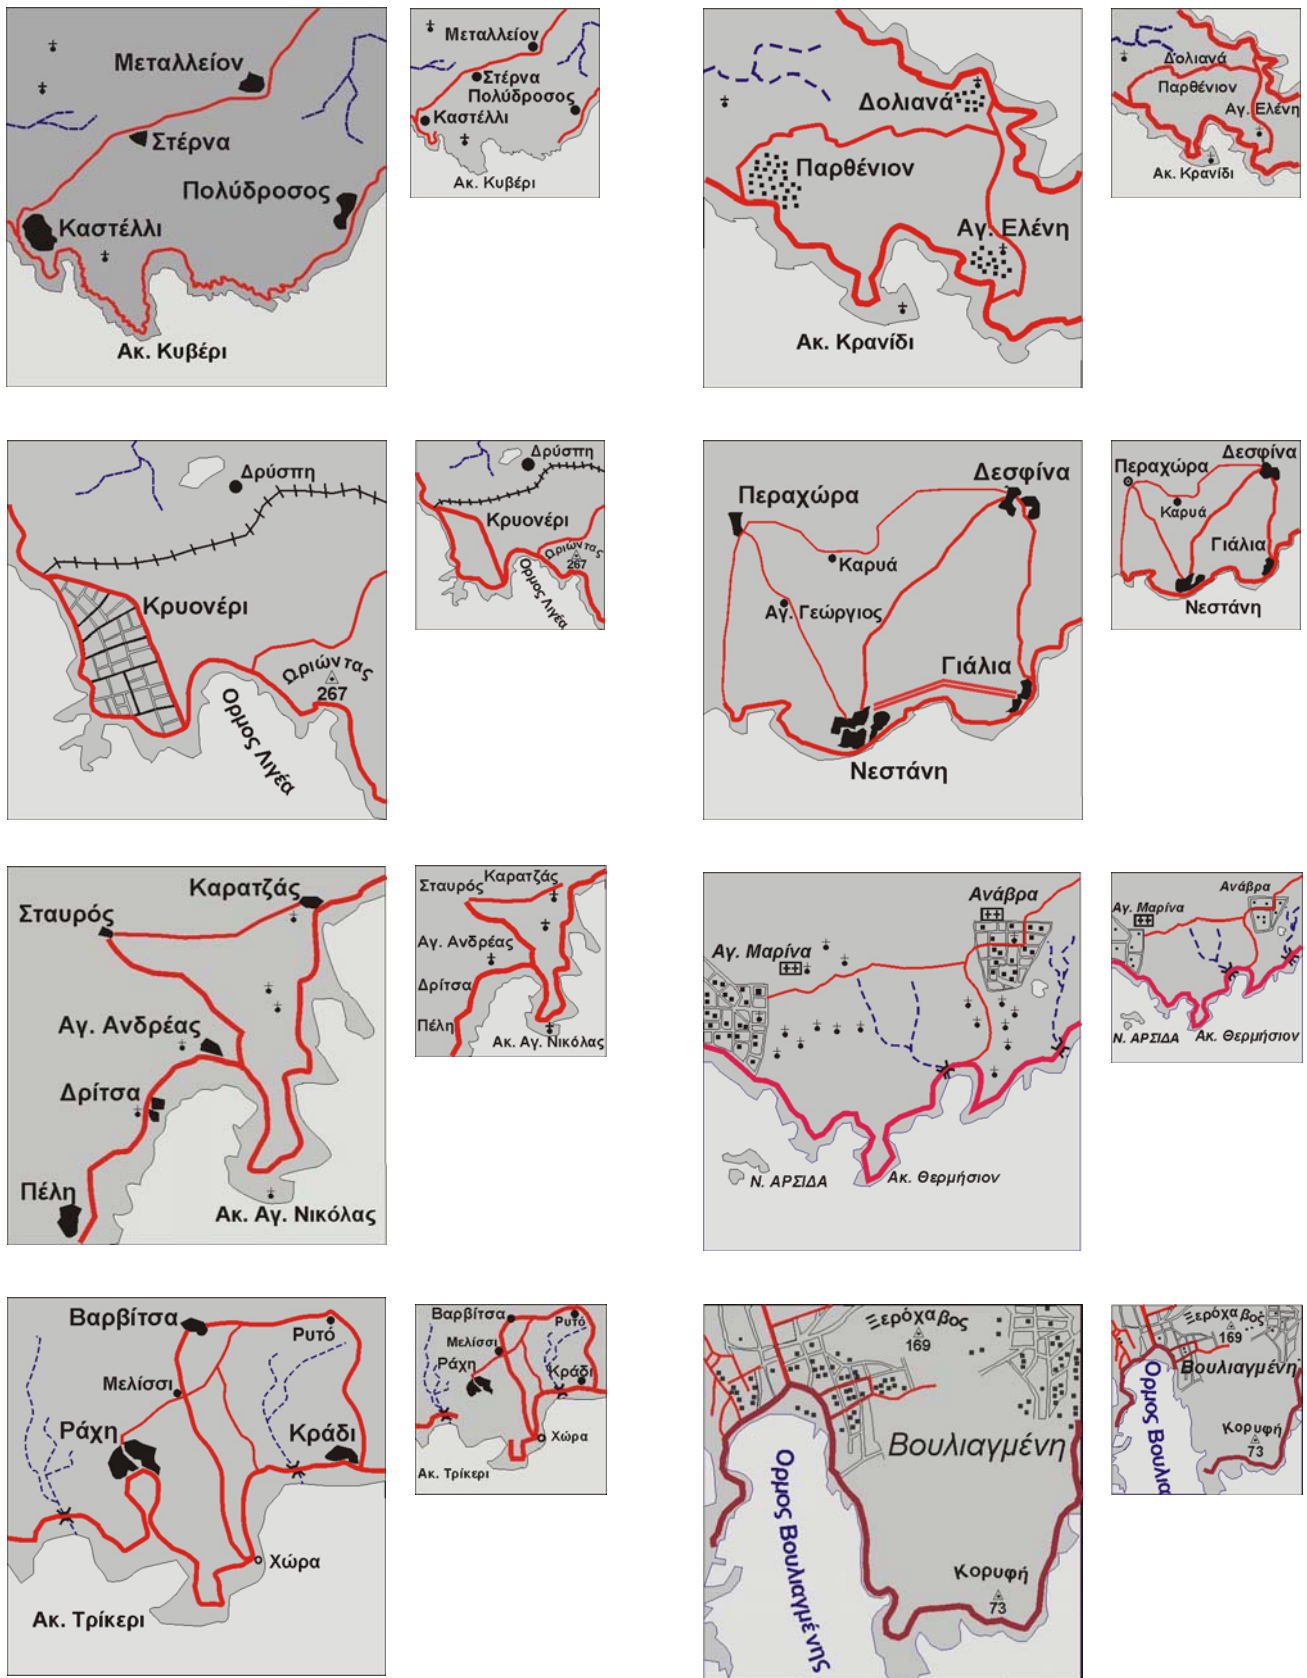 Μεταλλείον
Στέρνα
Πολύδροσος
Καστέλλι
Ακ. Κυβέρι
Μεταλλείον
Στέρνα
Πολύδροσος
Καστέλλι
Ακ. Κυβέρι
Δολιανά
Παρθένιον
Αγ. Ελένη
Ακ. Κρανίδι
Δολιανά
Παρθένιον
Αγ. Ελένη
Ακ. Κρανίδι
Δρύσπη
Κρυονέρι
Ωριώντας
267
Ορμος Λιγέα
Δρύσπη
Κρυονέρι
Ωριώντας
267
Ορμος Λιγέα
Δεσφίνα
Περαχώρα
Καρυά
Αγ. Γεώργιος
Γιάλια
Νεστάνη
Δεσφίνα
Περαχώρα
Καρυά
Γιάλια
Νεστάνη
Καρατζάς
Σταυρός
Αγ. Ανδρέας
Δρίτσα
Πέλη
Ακ. Αγ. Νικόλας
Καρατζάς
Σταυρός
Αγ. Ανδρέας
Δρίτσα
Πέλη
Ακ. Αγ. Νικόλας
Ανάβρα
Αγ. Μαρίνα
Ν. ΑΡΣΙΔΑ
Ακ. Θερμήσιον
Ανάβρα
Αγ. Μαρίνα
Ν. ΑΡΣΙΔΑ
Ακ. Θερμήσιον
Βαρβίτσα
Ρυτό
Μελίσσι
Ράχη
Κράδι
Χώρα
Ακ. Τρίκερι
Βαρβίτσα
Ρυτό
Μελίσσι
Ράχη
Κράδι
Χώρα
Ακ. Τρίκερι
Ξερόχαβος
169
Βουλιαγμένη
Ορμος Βουλιαγμένης
Κορυφή
73
Ξερόχαβος
169
Βουλιαγμένη
Ορμος Βουλια
Κορυφή
73